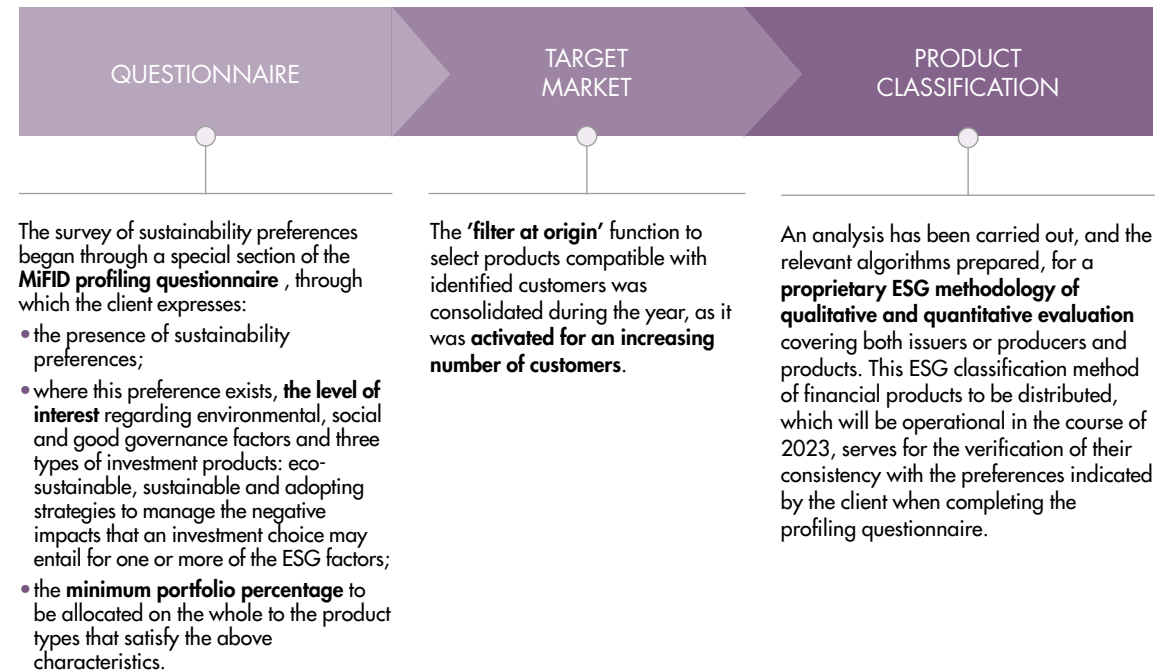 QUESTIONNAIRE
TARGET
MARKET
PRODUCT
CLASSIFICATION
The survey of sustainability preferences
began through a special section of the
MiFID profiling questionnaire , through
which the client expresses:
• the presence of sustainability
preferences;
• where this preference exists, the level of
interest regarding environmental, social
and good governance factors and three
types of investment products: eco-
sustainable, sustainable and adopting
strategies to manage the negative
impacts that an investment choice may
entail for one or more of the ESG factors;
• the minimum portfolio percentage to
be allocated on the whole to the product
types that satisfy the above
characteristics.
The ’filter at origin’ function to
select products compatible with
identified customers was
consolidated during the year, as it
was activated for an increasing
number of customers.
An analysis has been carried out, and the
relevant algorithms prepared, for a
proprietary ESG methodology of
qualitative and quantitative evaluation
covering both issuers or producers and
products. This ESG classification method
of financial products to be distributed,
which will be operational in the course of
2023, serves for the verification of their
consistency with the preferences indicated
by the client when completing the
profiling questionnaire.